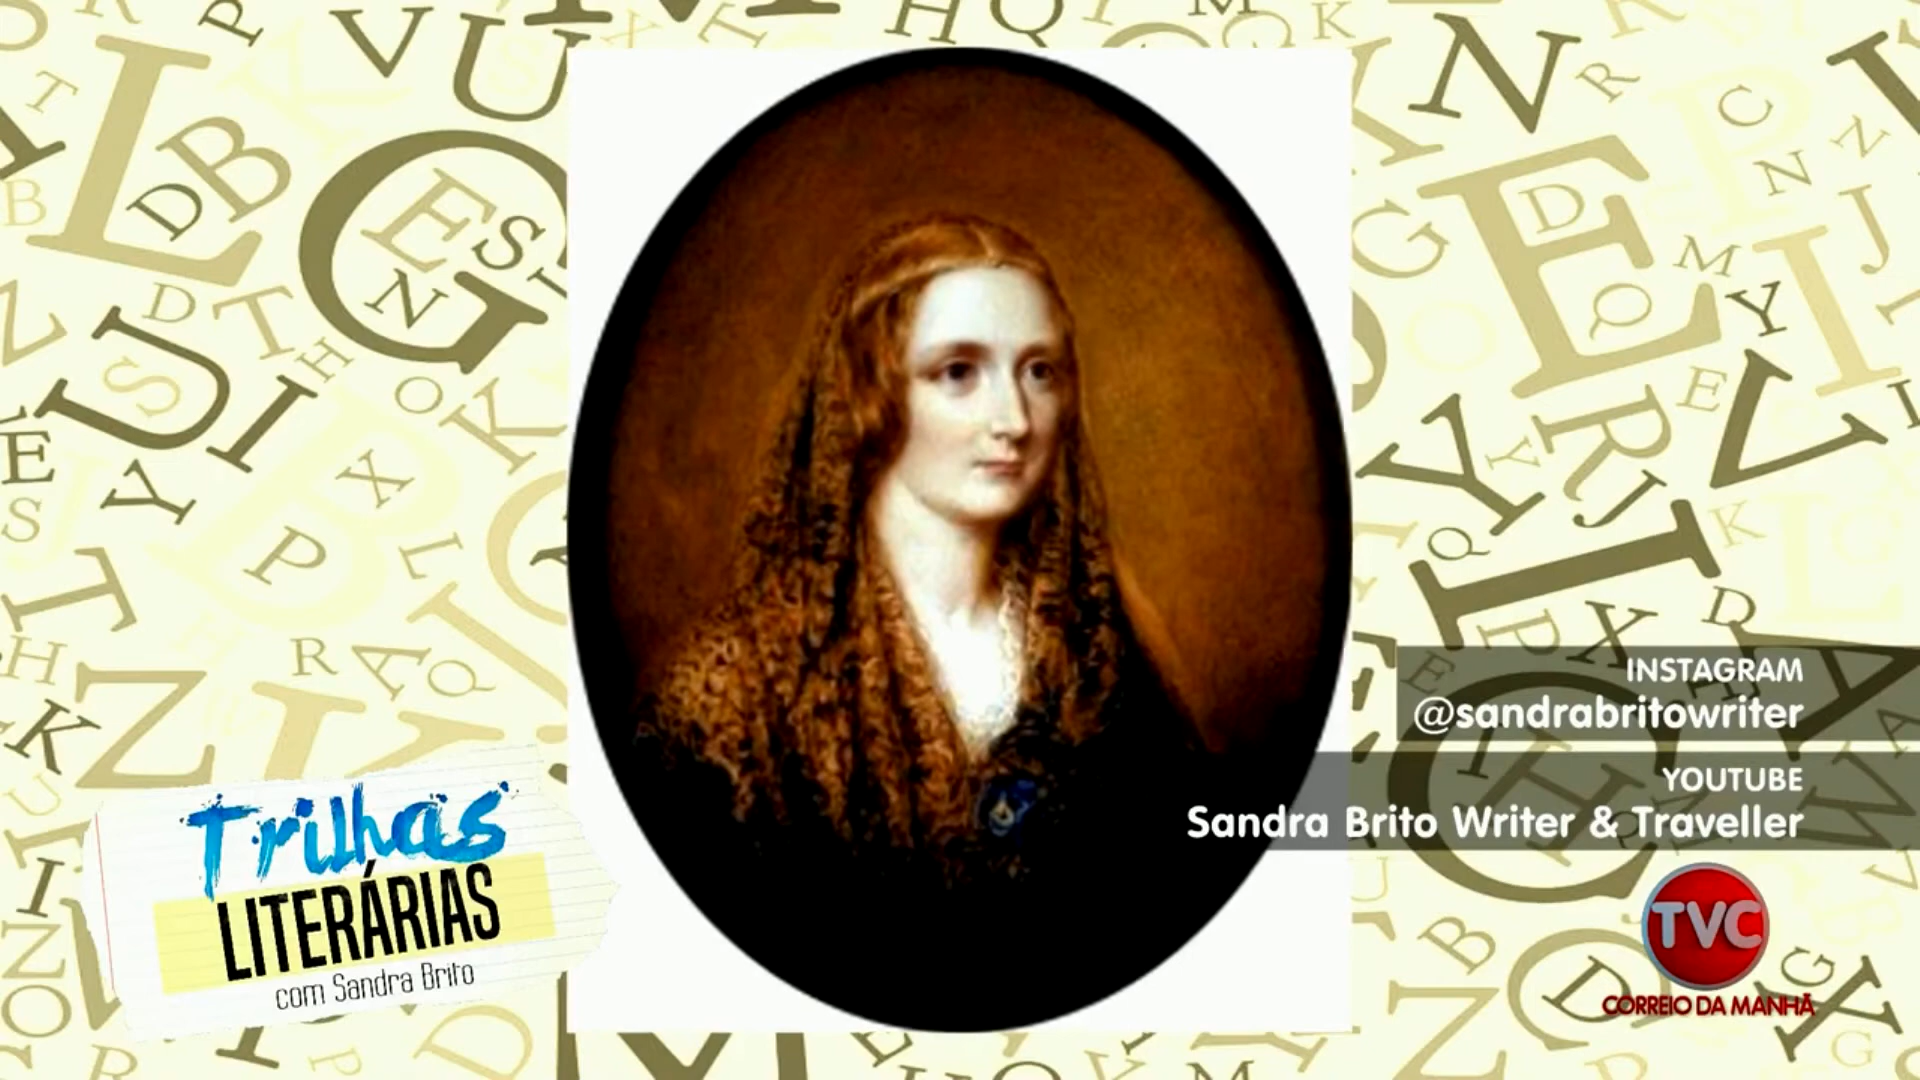 INSTAGRAM
@sandrabritowriter
YOUTUBE
Sandra Brito Writer & Traveller
Trilhas
LITERÁRIAS
com Sandra Brito
TVC
CORREIO DA MANHÃ